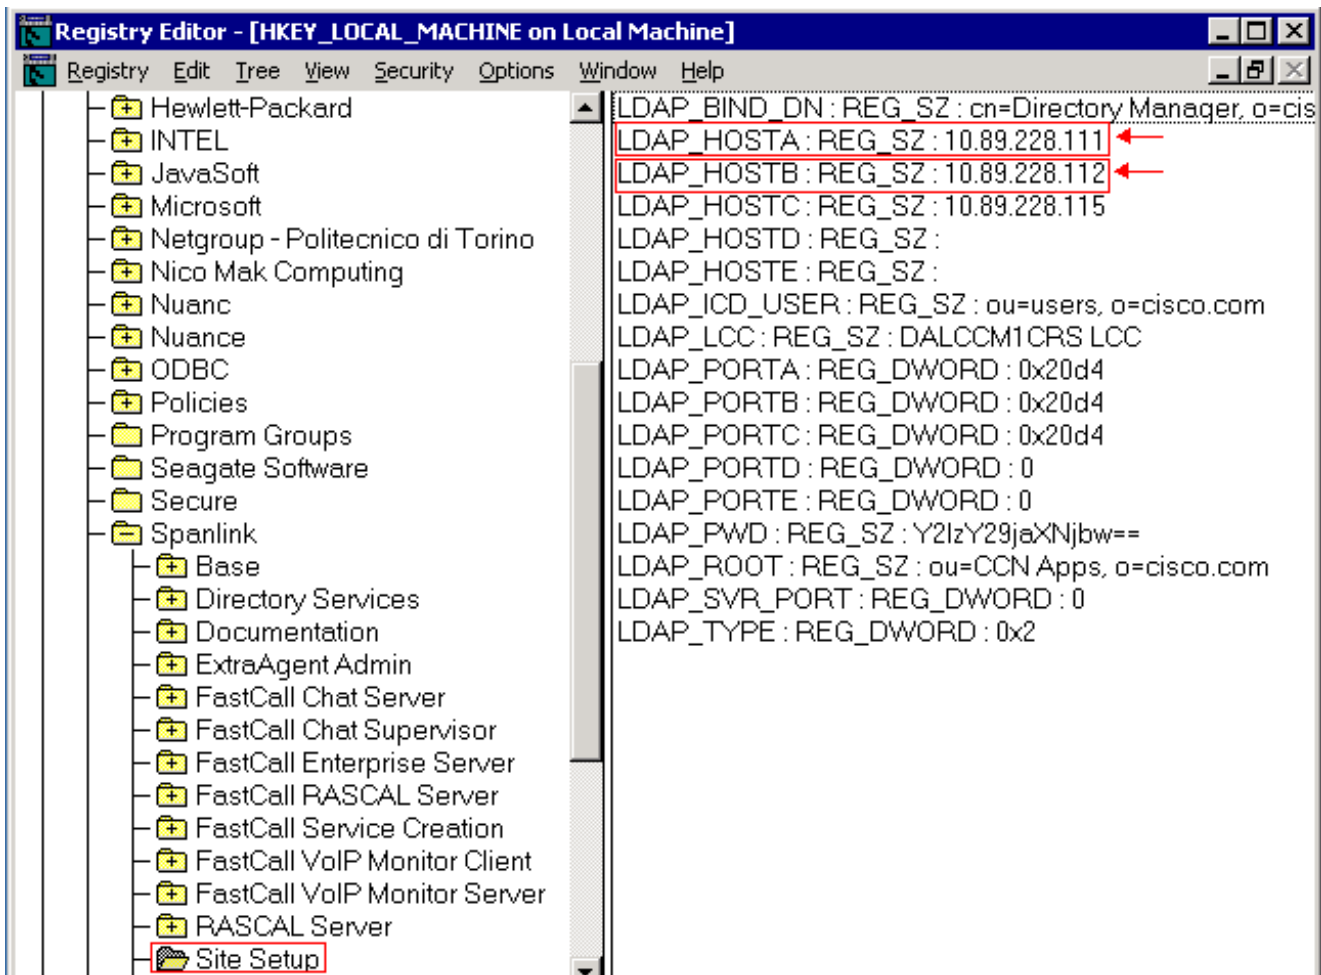 Registry Editor - [HKEY_LOCAL_MACHINE on Local Machine]
Registry Edit Tree View Security Options Window Help
Hewlett-Packard
INTEL
JavaSoft
Microsoft
Netgroup - Politecnico di Torino
Nico Mak Computing
Nuanc
Nuance
ODBC
Policies
Program Groups
Seagate Software
Secure
Spanlink
Base
Directory Services
Documentation
ExtraAgent Admin
FastCall Chat Server
FastCall Chat Supervisor
FastCall Enterprise Server
FastCall RASCAL Server
FastCall Service Creation
FastCall VoIP Monitor Client
FastCall VoIP Monitor Server
RASCAL Server
Site Setup
LDAP_BIND_DN : REG_SZ : cn=Directory Manager, o=cis
LDAP_HOSTA : REG_SZ : 10.89.228.111
LDAP_HOSTB : REG_SZ : 10.89.228.112
LDAP_HOSTC : REG_SZ : 10.89.228.115
LDAP_HOSTD : REG_SZ :
LDAP_HOSTE : REG_SZ :
LDAP_ICD_USER : REG_SZ : ou=users, o=cisco.com
LDAP_LCC : REG_SZ : DALCCM1CRS LCC
LDAP_PORTA : REG_DWORD : 0x20d4
LDAP_PORTB : REG_DWORD : 0x20d4
LDAP_PORTC : REG_DWORD : 0x20d4
LDAP_PORTD : REG_DWORD : 0
LDAP_PORTE : REG_DWORD : 0
LDAP_PWD : REG_SZ : Y2lzY29jaXNjbw==
LDAP_ROOT : REG_SZ : ou=CCN Apps, o=cisco.com
LDAP_SVR_PORT : REG_DWORD : 0
LDAP_TYPE : REG_DWORD : 0x2